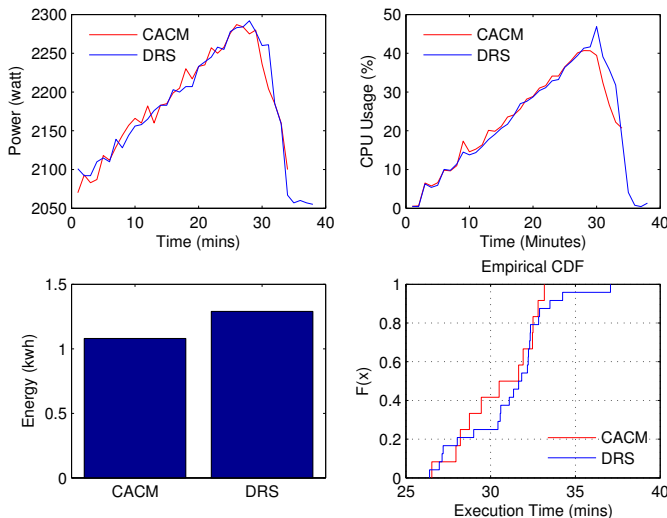 2300
2250
2200
2150
2100
2050
Power (watt)
CACM
DRS
0 10 20 30 40
Time (mins)
50
40
30
20
10
0
CPU Usage (%)
CACM
DRS
0 10 20 30 40
Time (Minutes)
1.5
1
0.5
0
Energy (kwh)
CACM DRS
Empirical CDF
1
0.8
0.6
0.4
0.2
0
F(x)
CACM
DRS
25 30 35 40
Execution Time (mins)